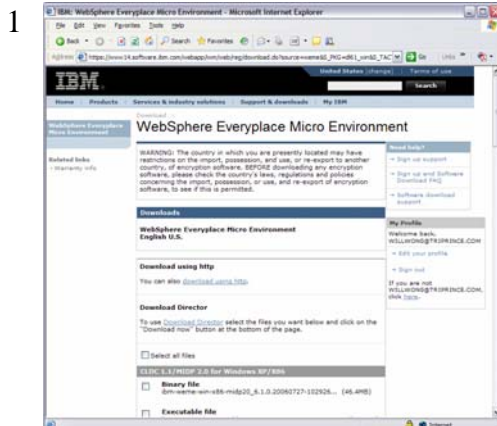 1
IBM: WebSphere Everyplace Micro Environment - Microsoft Internet Explorer
File Edit View Favorites Tools Help
Back Search Favorites
Address Go Links
United States [change] Terms of use
IBM
Search
Home Products Services & industry solutions Support & downloads My IBM
WebSphere Everyplace
Micro Environment
Related links
- Warranty info
Download
WebSphere Everyplace Micro Environment
WARNING: The country in which you are presently located may have
restrictions on the import, possession, and use, or re-export to another
country, of encryption software. BEFORE downloading any encryption
software, please check the country's laws, regulations and policies
concerning the import, possession, or use, and re-export of encryption
software, to see if this is permitted.
Downloads
WebSphere Everyplace Micro Environment
English U.S.
Download using http
You can also download using http.
Download Director
To use Download Director select the files you want below and click on the
"Download now" button at the bottom of the page.
Select all files
CLDC 1.1/MIDP 2.0 for Windows XP/X86
Binary file
ibm-weme-win-x86-midp20_6.1.0.20060727-102926... (46.4MB)
Executable file
Need help?
Sign up support
Sign up and Software
Download FAQ
Software download
support
My Profile
Welcome back,
WILLWONG@TRIPRINCE.COM
Edit your profile
Sign out
If you are not
WILLWONG@TRIPRINCE.COM,
click here.
Internet